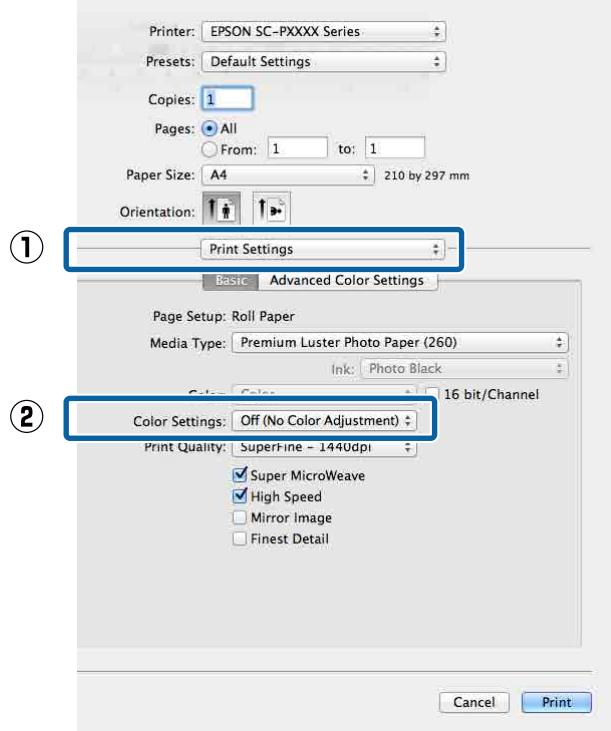 Printer: EPSON SC-PXXXX Series
Presets: Default Settings
Copies: 1
Pages: All
From: 1 to: 1
Paper Size: A4 210 by 297 mm
Orientation:
① Print Settings
Basic Advanced Color Settings
Page Setup: Roll Paper
Media Type: Premium Luster Photo Paper (260)
Ink: Photo Black
Color: Color 16 bit/Channel
② Color Settings: Off (No Color Adjustment)
Print Quality: SuperFine - 1440dpi
Super MicroWeave
High Speed
Mirror Image
Finest Detail
Cancel Print